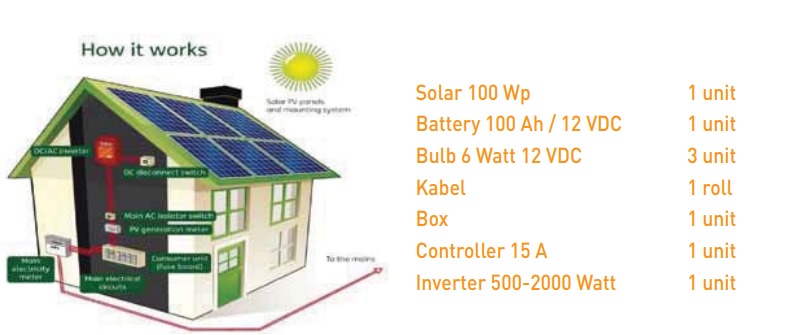 How it works
Solar PV panels
and mounting system
DC/AC Inverter
DC disconnect switch
Main AC isolator switch
PV generation meter
Consumer unit
(fuse board)
Main
electricity
meter
Main electrical
circuits
To the mains
Solar 100 Wp 1 unit
Battery 100 Ah / 12 VDC 1 unit
Bulb 6 Watt 12 VDC 3 unit
Kabel 1 roll
Box 1 unit
Controller 15 A 1 unit
Inverter 500-2000 Watt 1 unit